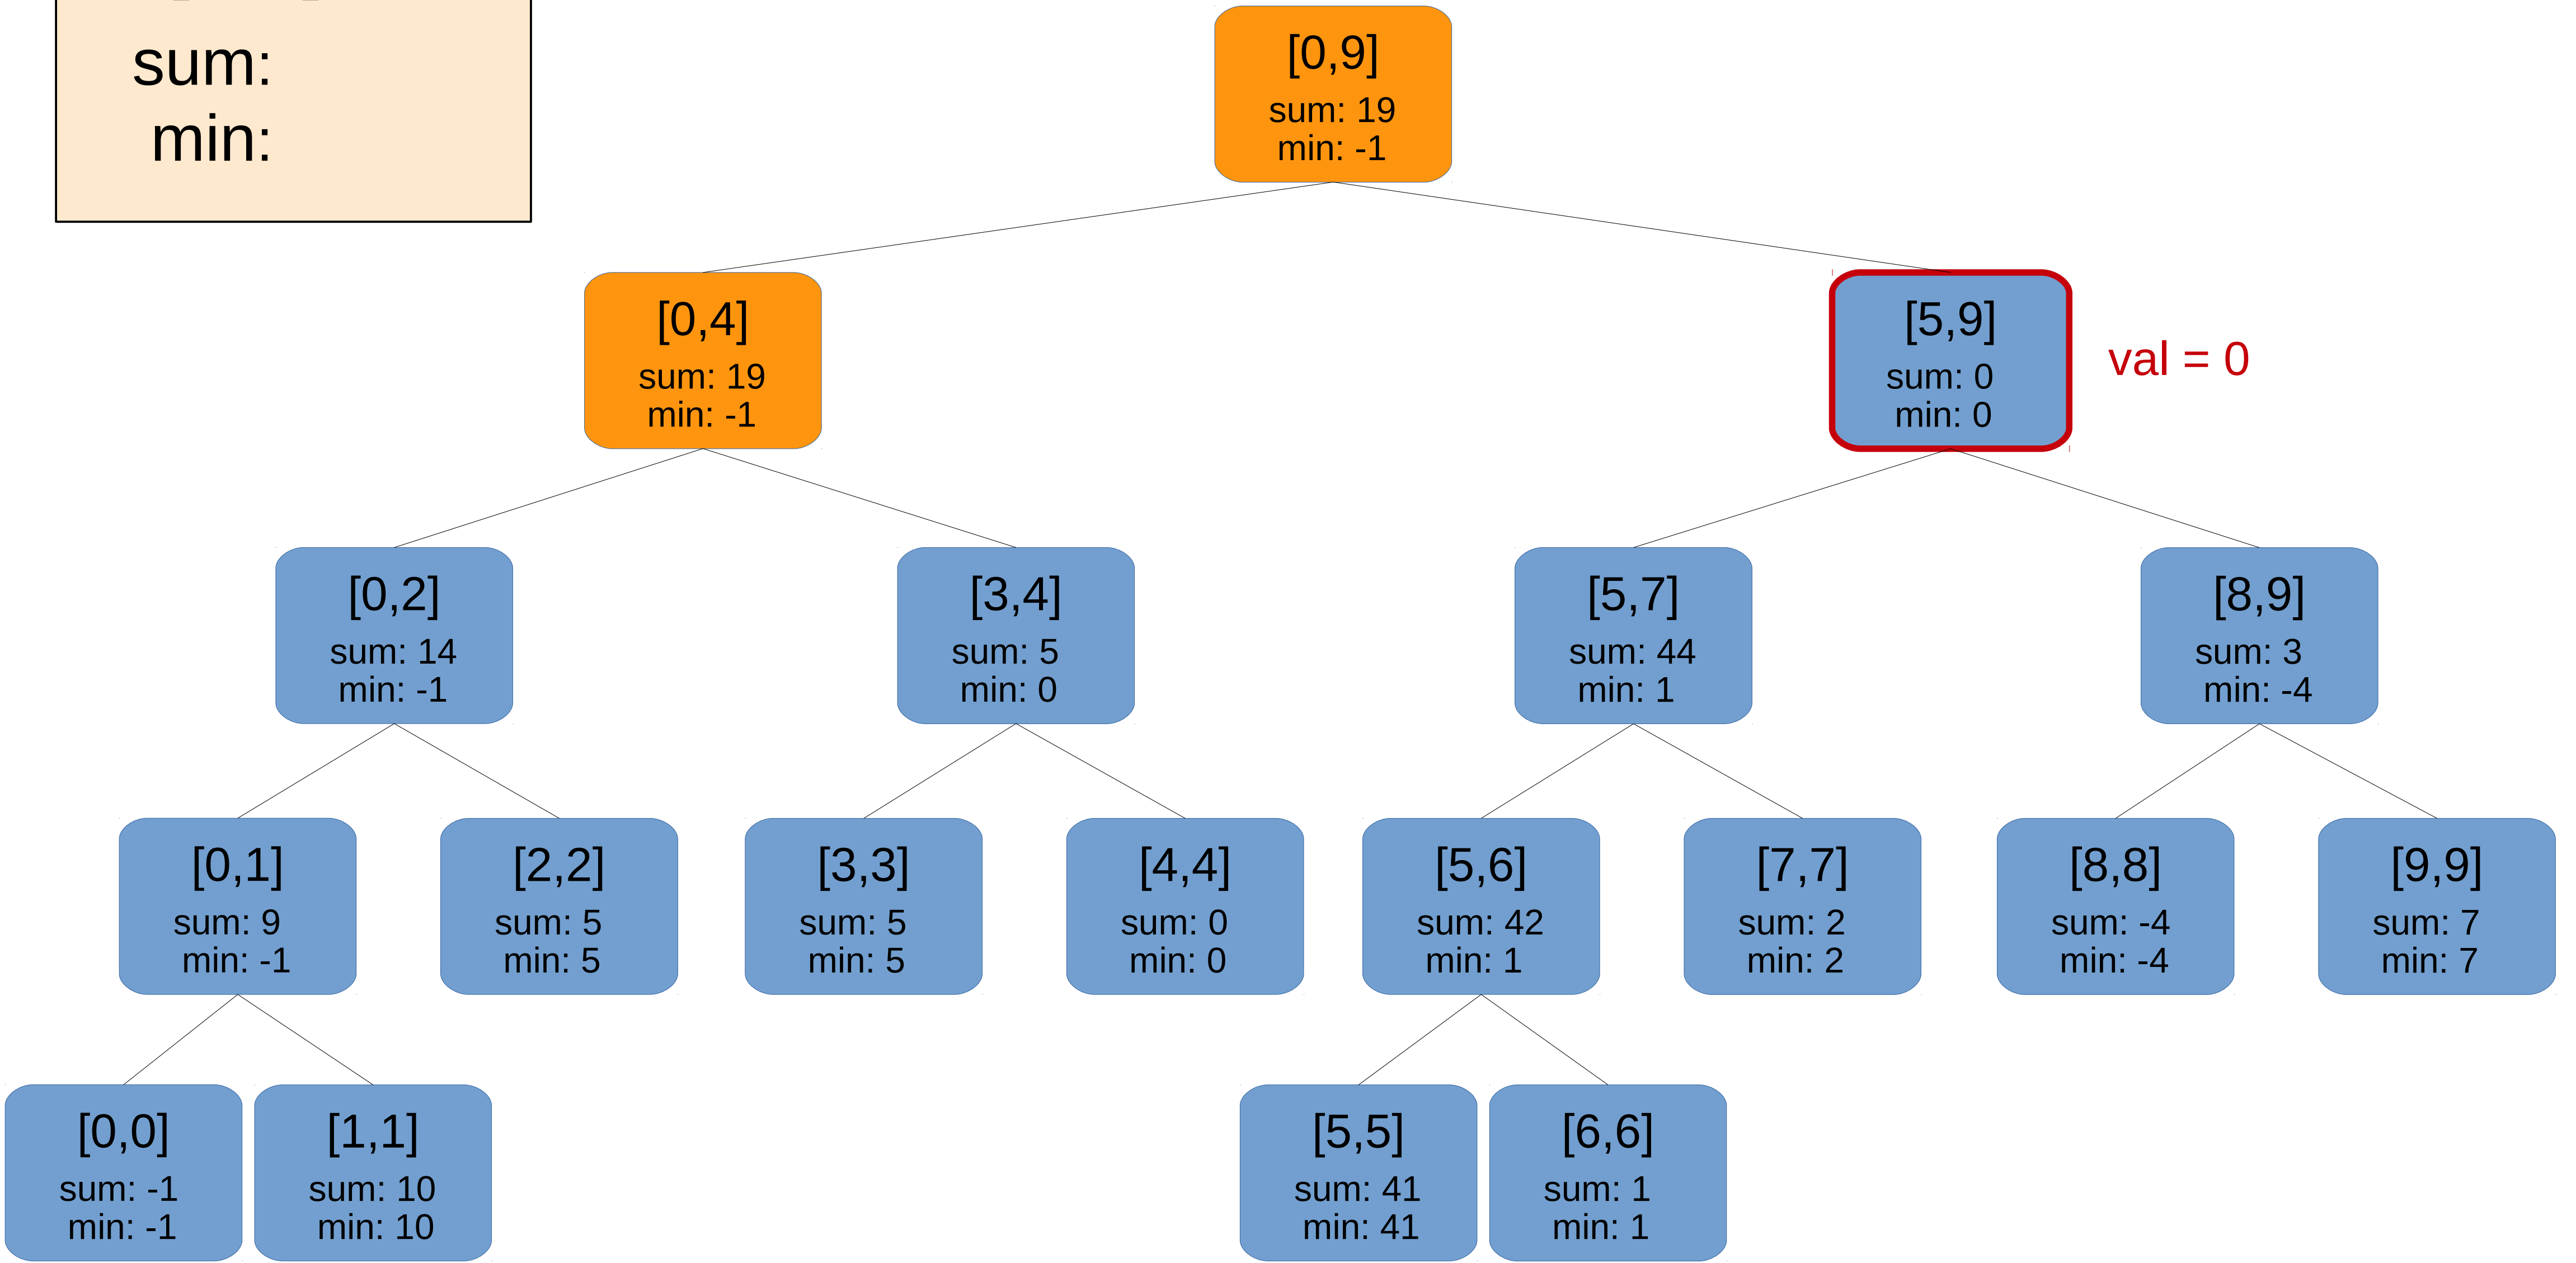 sum:
min:
[0,9]
sum: 19
min: -1
[0,4]
sum: 19
min: -1
[5,9]
sum: 0
min: 0
val = 0
[0,2]
sum: 14
min: -1
[3,4]
sum: 5
min: 0
[5,7]
sum: 44
min: 1
[8,9]
sum: 3
min: -4
[0,1]
sum: 9
min: -1
[2,2]
sum: 5
min: 5
[3,3]
sum: 5
min: 5
[4,4]
sum: 0
min: 0
[5,6]
sum: 42
min: 1
[7,7]
sum: 2
min: 2
[8,8]
sum: -4
min: -4
[9,9]
sum: 7
min: 7
[0,0]
sum: -1
min: -1
[1,1]
sum: 10
min: 10
[5,5]
sum: 41
min: 41
[6,6]
sum: 1
min: 1